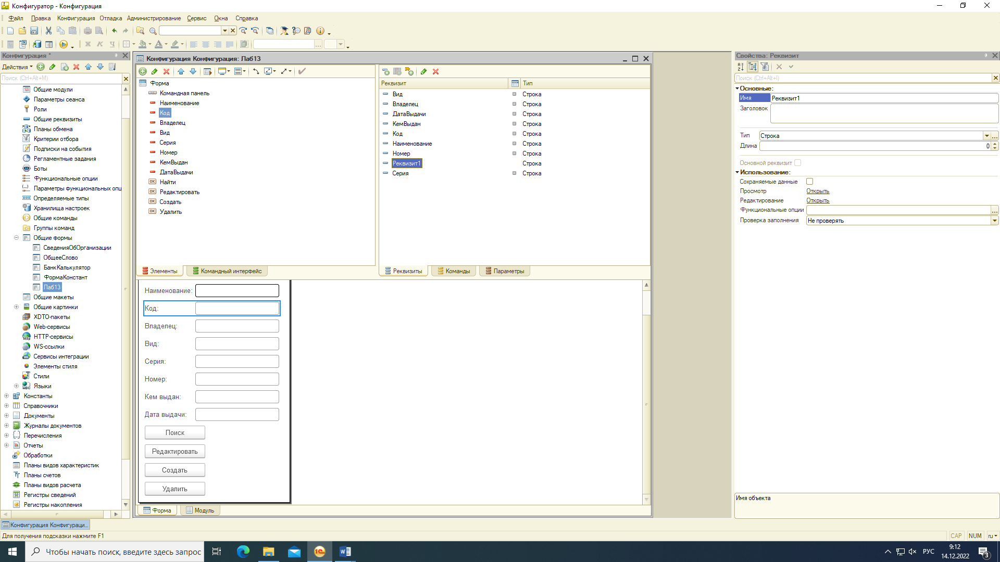 Конфигуратор - Конфигурация
Файл Правка Конфигурация Отладка Администрирование Сервис Окна Справка
Ж К Ч
Конфигурация *
Действия
Поиск (Ctrl+Alt+M)
Общие модули
Параметры сеанса
Роли
Общие реквизиты
Планы обмена
Критерии отбора
Подписки на события
Регламентные задания
Боты
Функциональные опции
Параметры функциональных опц
Определяемые типы
Хранилища настроек
Общие команды
Группы команд
Общие формы
СведенияОбОрганизации
ОбщееСлово
БанкКалькулятор
ФормаКонстант
Лаб13
Общие макеты
Общие картинки
XDTO-пакеты
Web-сервисы
HTTP-сервисы
WS-ссылки
Сервисы интеграции
Элементы стиля
Стили
Языки
Константы
Справочники
Документы
Журналы документов
Перечисления
Отчеты
Обработки
Планы видов характеристик
Планы счетов
Планы видов расчета
Регистры сведений
Регистры накопления
Конфигурация Конфигурация: Лаб13
Форма
Командная панель
Наименование
Код
Владелец
Вид
Серия
Номер
КемВыдан
ДатаВыдачи
OK Найти
OK Редактировать
OK Создать
OK Удалить
Элементы Командный интерфейс
Реквизит Тип
Вид Строка
Владелец Строка
ДатаВыдачи Строка
КемВыдан Строка
Код Строка
Наименование Строка
Номер Строка
Реквизит1 Строка
Серия Строка
Реквизиты Команды Параметры
Наименование:
Код:
Владелец:
Вид:
Серия:
Номер:
Кем выдан:
Дата выдачи:
Поиск
Редактировать
Создать
Удалить
Форма Модуль
Свойства: Реквизит
Поиск (Ctrl+Alt+I)
Основные:
Имя Реквизит1
Заголовок
Тип Строка
Длина 0
Основной реквизит
Использование:
Сохраняемые данные
Просмотр Открыть
Редактирование Открыть
Функциональные опции
Проверка заполнения Не проверять
Имя объекта
Конфигурация Конфигураци...
Для получения подсказки нажмите F1
CAP NUM ru
Чтобы начать поиск, введите здесь запрос
РУС
9:12
14.12.2022
3